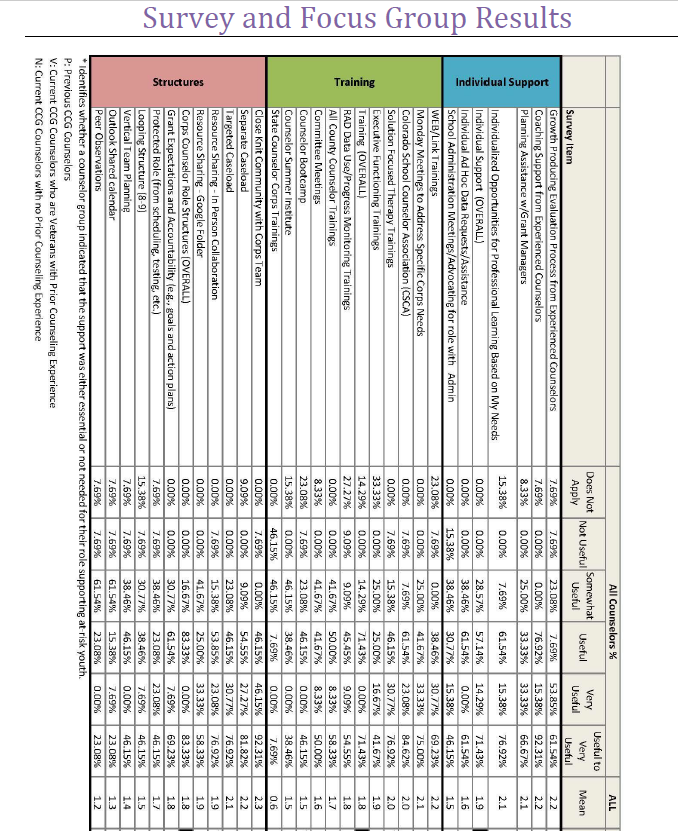 Survey and Focus Group Results
All Counselors % ALL
Survey Item Does Not Apply Not Useful Somewhat Useful Useful Very Useful Useful to Very Useful Mean
Individual Support
Growth Producing Evaluation Process from Experienced Counselors 7.69% 7.69% 23.08% 7.69% 53.85% 61.54% 2.2
Coaching Support from Experienced Counselors 7.69% 0.00% 0.00% 76.92% 15.38% 92.31% 2.2
Planning Assistance w/Grant Managers 8.33% 0.00% 25.00% 33.33% 33.33% 66.67% 2.1
Individualized Opportunities for Professional Learning Based on My Needs 15.38% 0.00% 7.69% 61.54% 15.38% 76.92% 2.1
Individual Support (OVERALL) 0.00% 0.00% 28.57% 57.14% 14.29% 71.43% 1.9
Individual Ad Hoc Data Requests/Assistance 0.00% 0.00% 38.46% 61.54% 0.00% 61.54% 1.6
School Administration Meetings/Advocating for role with Admin 0.00% 15.38% 38.46% 30.77% 15.38% 46.15% 1.5
Training
WEB/Link Trainings 23.08% 7.69% 0.00% 38.46% 30.77% 69.23% 2.2
Monday Meetings to Address Specific Corps Needs 0.00% 0.00% 25.00% 41.67% 33.33% 75.00% 2.1
Colorado School Counselor Association (CSCA) 0.00% 7.69% 7.69% 61.54% 23.08% 84.62% 2.0
Solution Focused Therapy Trainings 0.00% 7.69% 15.38% 46.15% 30.77% 76.92% 2.0
Executive Functioning Trainings 33.33% 0.00% 25.00% 25.00% 16.67% 41.67% 1.9
Training (OVERALL) 14.29% 0.00% 14.29% 71.43% 0.00% 71.43% 1.8
RAD Data Use/Progress Monitoring Trainings 27.27% 9.09% 9.09% 45.45% 9.09% 54.55% 1.8
All County Counselor Trainings 0.00% 0.00% 41.67% 50.00% 8.33% 58.33% 1.7
Committee Meetings 8.33% 0.00% 41.67% 41.67% 8.33% 50.00% 1.6
Counselor Bootcamp 23.08% 7.69% 23.08% 46.15% 0.00% 46.15% 1.5
Counselor Summer Institute 15.38% 0.00% 46.15% 38.46% 0.00% 38.46% 1.5
State Counselor Corps Trainings 0.00% 46.15% 46.15% 7.69% 0.00% 7.69% 0.6
Structures
Close Knit Community with Corps Team 0.00% 7.69% 0.00% 46.15% 46.15% 92.31% 2.3
Separate Caseload 9.09% 0.00% 9.09% 54.55% 27.27% 81.82% 2.2
Targeted Caseload 0.00% 0.00% 23.08% 46.15% 30.77% 76.92% 2.1
Resource Sharing - In Person Collaboration 0.00% 7.69% 15.38% 53.85% 23.08% 76.92% 1.9
Resource Sharing - Google Folder 0.00% 0.00% 41.67% 25.00% 33.33% 58.33% 1.9
Corps Counselor Role Structures (OVERALL) 0.00% 0.00% 16.67% 83.33% 0.00% 83.33% 1.8
Grant Expectations and Accountability (e.g., goals and action plans) 0.00% 0.00% 30.77% 61.54% 7.69% 69.23% 1.8
Protected Role (from scheduling, testing, etc.) 7.69% 7.69% 38.46% 23.08% 23.08% 46.15% 1.7
Looping Structure (8-9) 15.38% 7.69% 30.77% 38.46% 7.69% 46.15% 1.5
Vertical Team Planning 7.69% 7.69% 38.46% 46.15% 0.00% 46.15% 1.4
Outlook Shared calendar 7.69% 7.69% 61.54% 15.38% 7.69% 23.08% 1.3
Peer Observations 7.69% 7.69% 61.54% 23.08% 0.00% 23.08% 1.2
* Identifies whether a counselor group indicated that the support was either essential or not needed for their role supporting at risk youth.
P: Previous CCG Counselors
V: Current CCG Counselors who are Veterans with Prior Counseling Experience
N: Current CCG Counselors with no Prior Counseling Experience